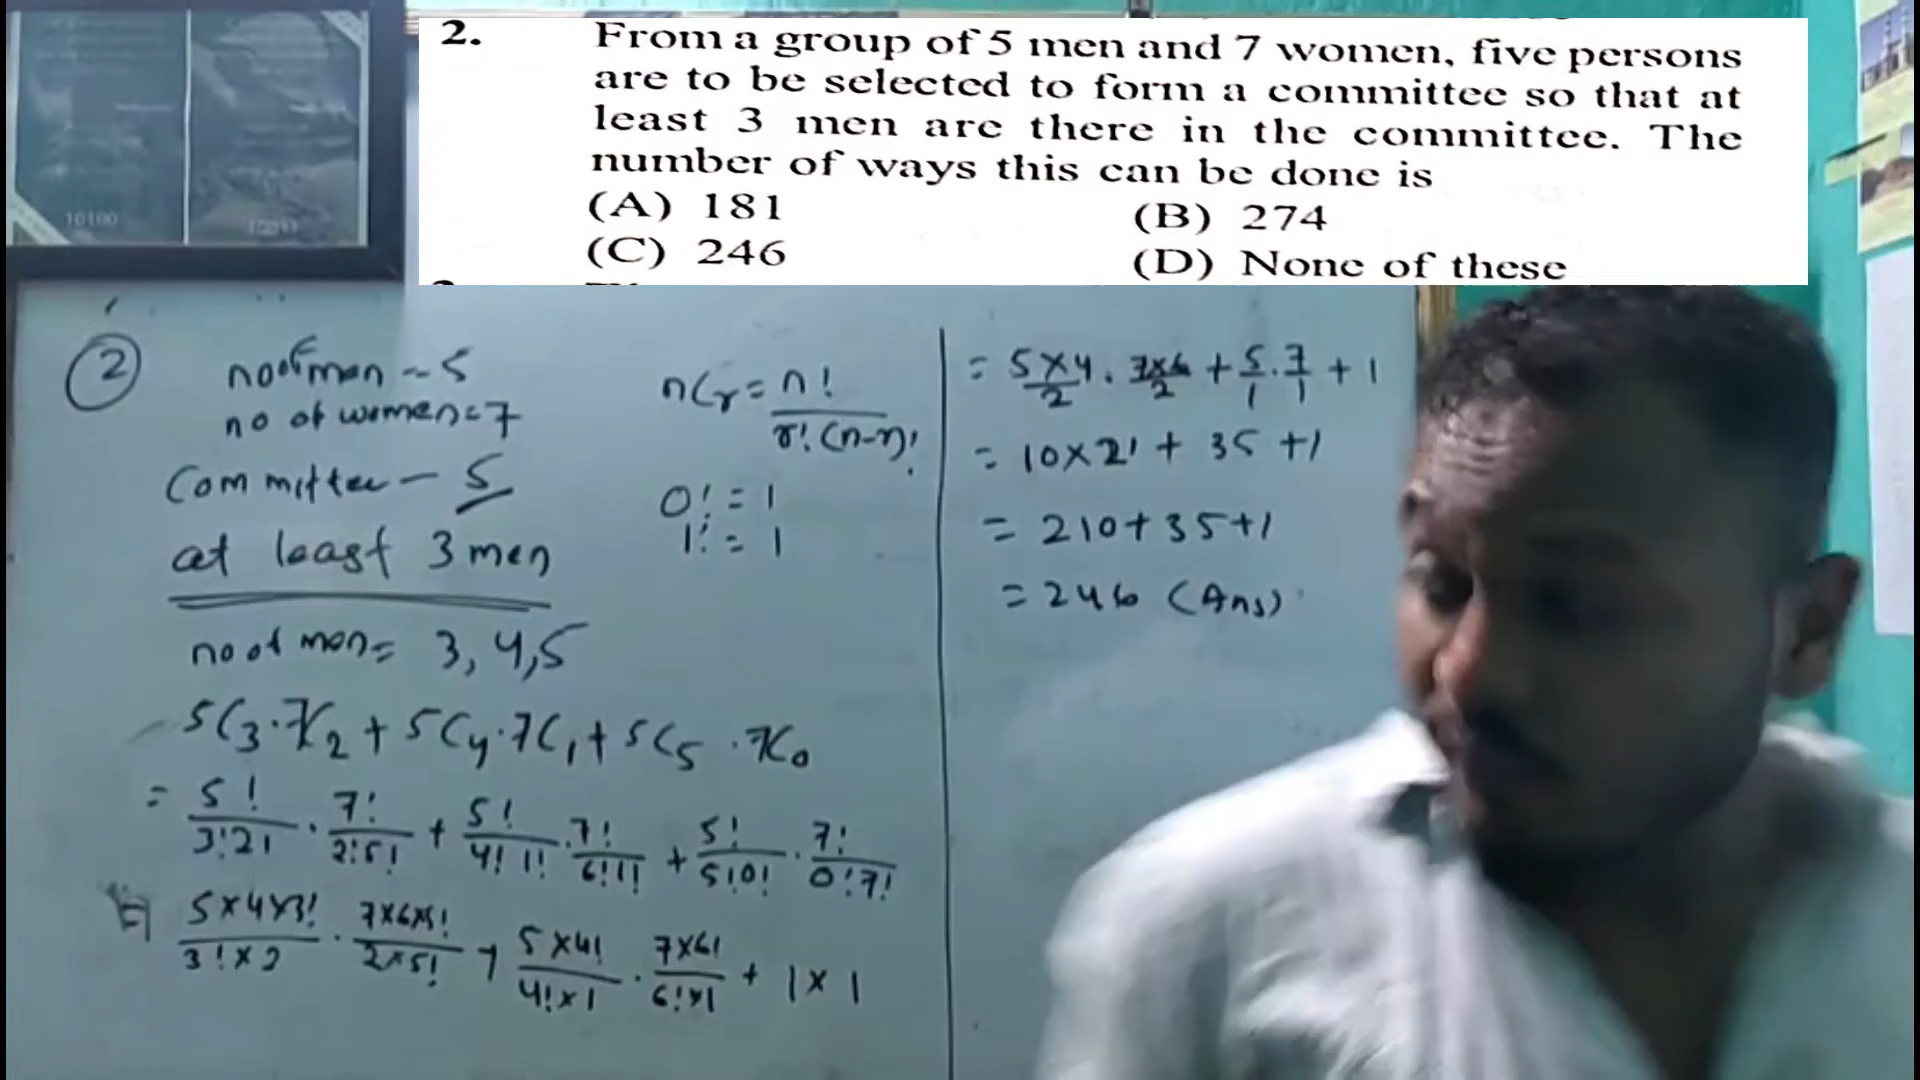 2. From a group of 5 men and 7 women, five persons
are to be selected to form a committee so that at
least 3 men are there in the committee. The
number of ways this can be done is
(A) 181 (B) 274
(C) 246 (D) None of these
10100
2
no of men - 5
no of women = 7
Committee - 5
at least 3 men
no of men = 3, 4, 5
5C3 . 7C2 + 5C4 . 7C1 + 5C5 . 7C0
= 5!/3!2! . 7!/2!5! + 5!/4!1! . 7!/6!1! + 5!/5!0! . 7!/0!7!
= 5×4×3!/3!×2 . 7×6×5!/2×5! + 5×4!/4!×1 . 7×6!/6!×1 + 1×1
nCr = n!/r!(n-r)!
0! = 1
1! = 1
= 5×4/2 . 7×6/2 + 5/1 . 7/1 + 1
= 10×21 + 35 + 1
= 210+35+1
= 246 (Ans)